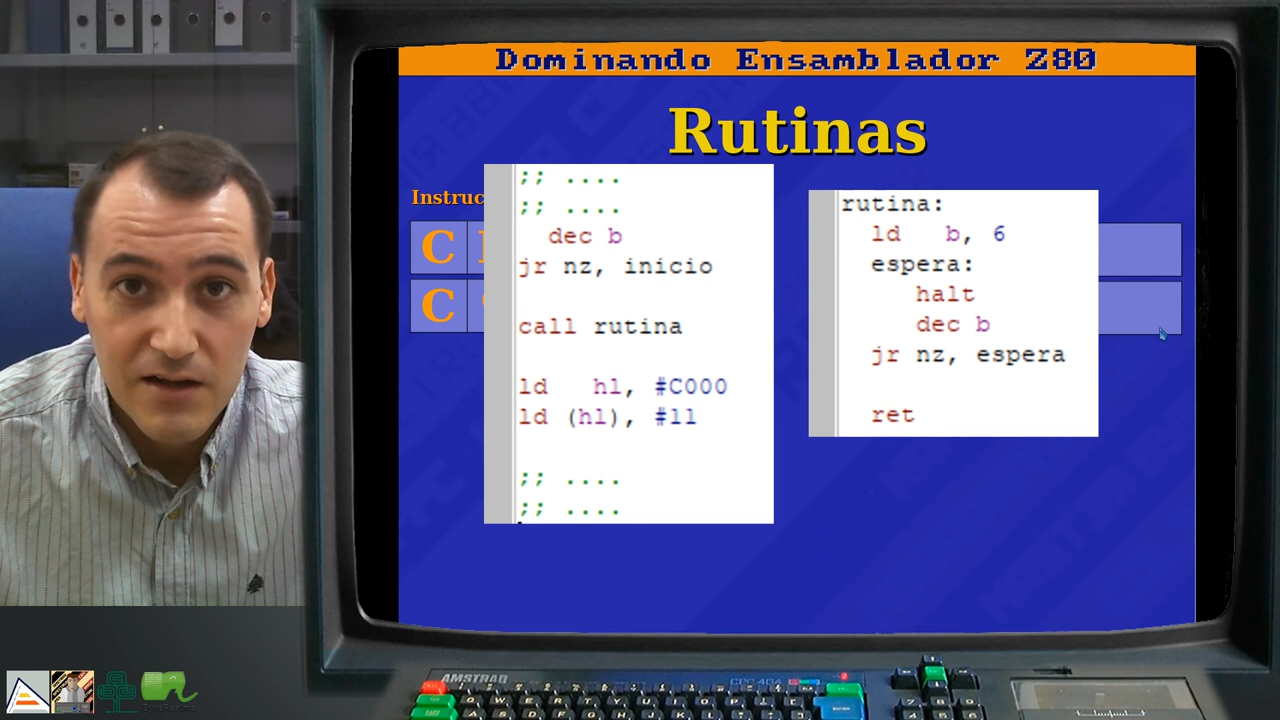 Dominando Ensamblador Z80
Rutinas
Instruc
C
C
;; ....
;; ....
dec b
jr nz, inicio
call rutina
ld hl, #C000
ld (hl), #11
;; ....
;; ....
rutina:
ld b, 6
espera:
halt
dec b
jr nz, espera
ret
AMSTRAD